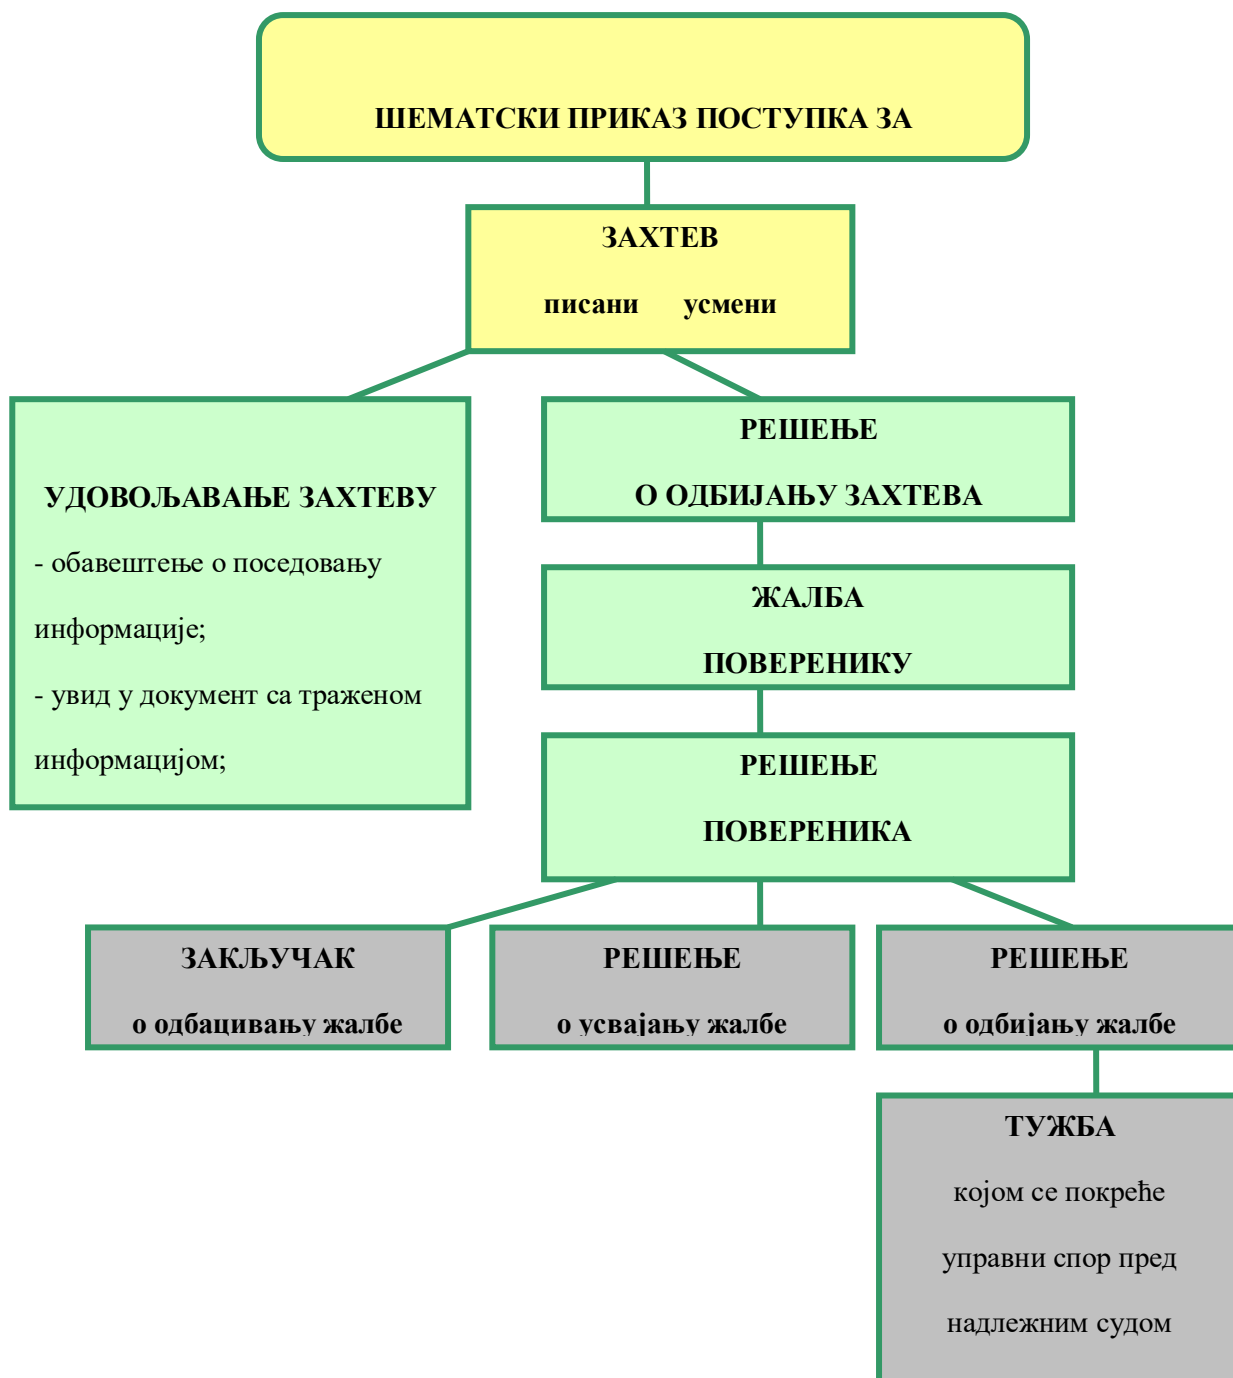 ШЕМАТСКИ ПРИКАЗ ПОСТУПКА ЗА
ЗАХТЕВ
писани усмени
УДОВОЉАВАЊЕ ЗАХТЕВУ
- обавештење о поседовању
информације;
- увид у документ са траженом
информацијом;
РЕШЕЊЕ
О ОДБИЈАЊУ ЗАХТЕВА
ЖАЛБА
ПОВЕРЕНИКУ
РЕШЕЊЕ
ПОВЕРЕНИКА
ЗАКЉУЧАК
о одбацивању жалбе
РЕШЕЊЕ
о усвајању жалбе
РЕШЕЊЕ
о одбијању жалбе
ТУЖБА
којом се покреће
управни спор пред
надлежним судом